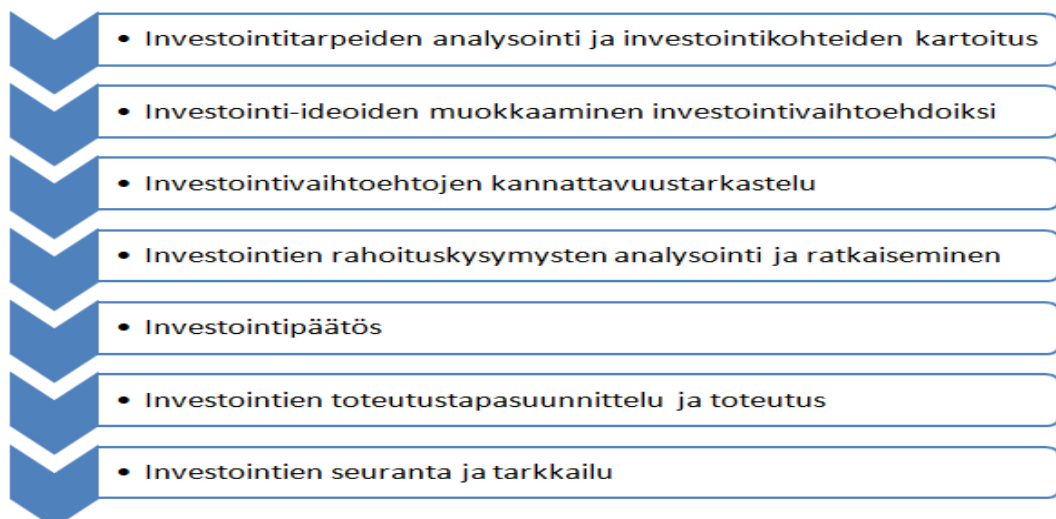 • Investointitarpeiden analysointi ja investointikohteiden kartoitus
• Investointi-ideoiden muokkaaminen investointivaihtoehdoiksi
• Investointivaihtoehtojen kannattavuustarkastelu
• Investointien rahoituskysymysten analysointi ja ratkaiseminen
• Investointipäätös
• Investointien toteutustapasuunnittelu ja toteutus
• Investointien seuranta ja tarkkailu